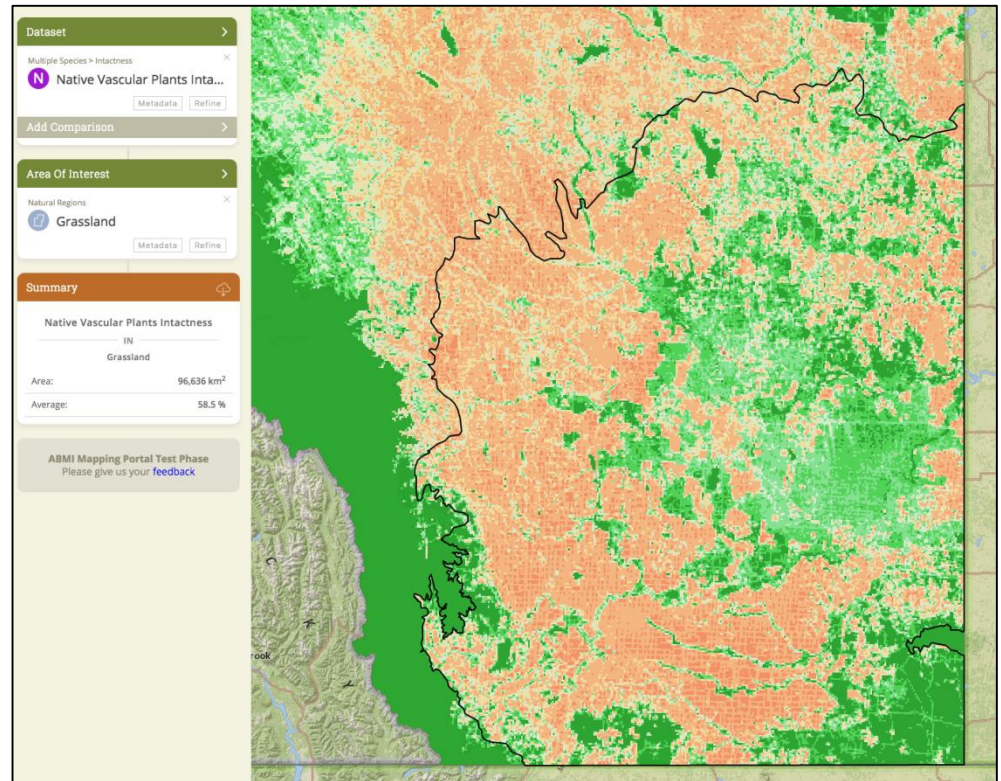 Dataset
Multiple Species > Intactness
N Native Vascular Plants Inta...
Metadata Refine
Add Comparison
Area Of Interest
Natural Regions
Grassland
Metadata Refine
Summary
Native Vascular Plants Intactness
IN
Grassland
Area: 96,636 km²
Average: 58.5 %
ABMI Mapping Portal Test Phase
Please give us your feedback
C
K
Y
ook